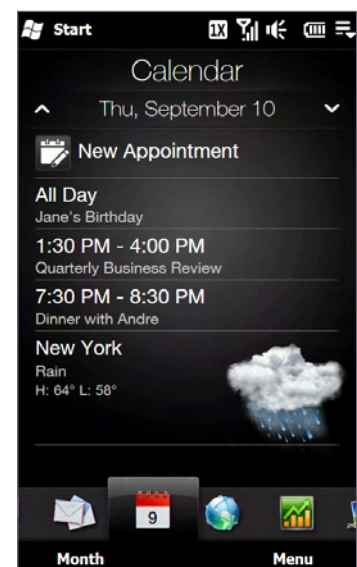 Start 1X
Calendar
Thu, September 10
New Appointment
All Day
Jane's Birthday
1:30 PM - 4:00 PM
Quarterly Business Review
7:30 PM - 8:30 PM
Dinner with Andre
New York
Rain
H: 64° L: 58°
9
Month Menu